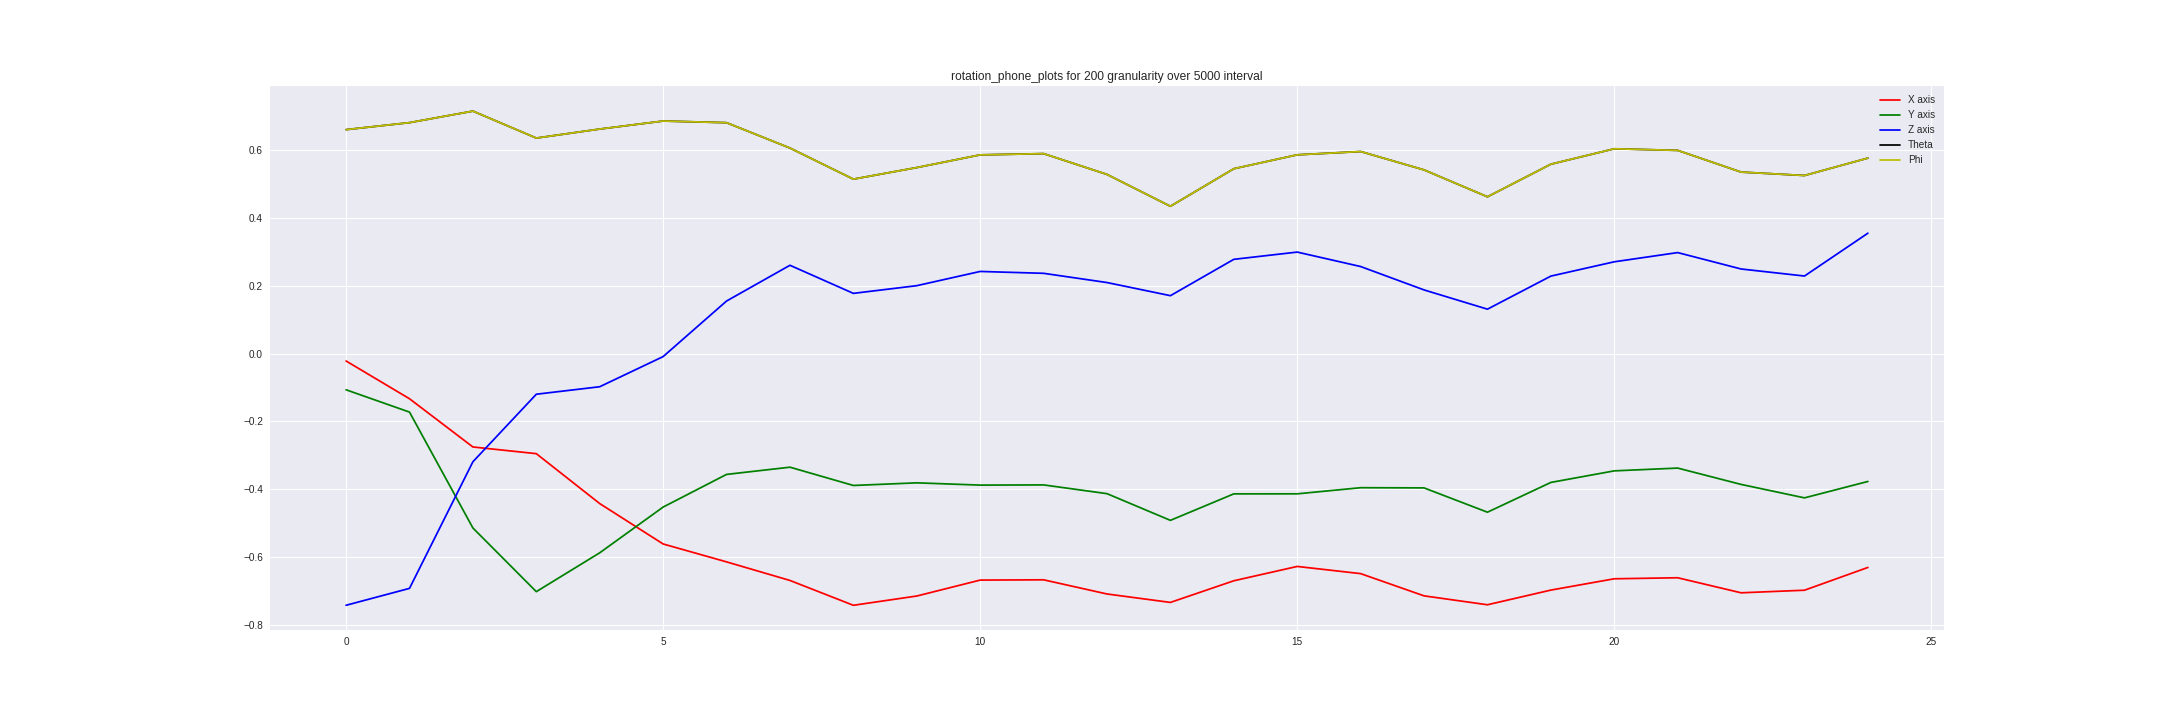 rotation_phone_plots for 200 granularity over 5000 interval
X axis
Y axis
Z axis
Theta
Phi
0.6
0.4
0.2
0.0
−0.2
−0.4
−0.6
−0.8
0 5 10 15 20 25